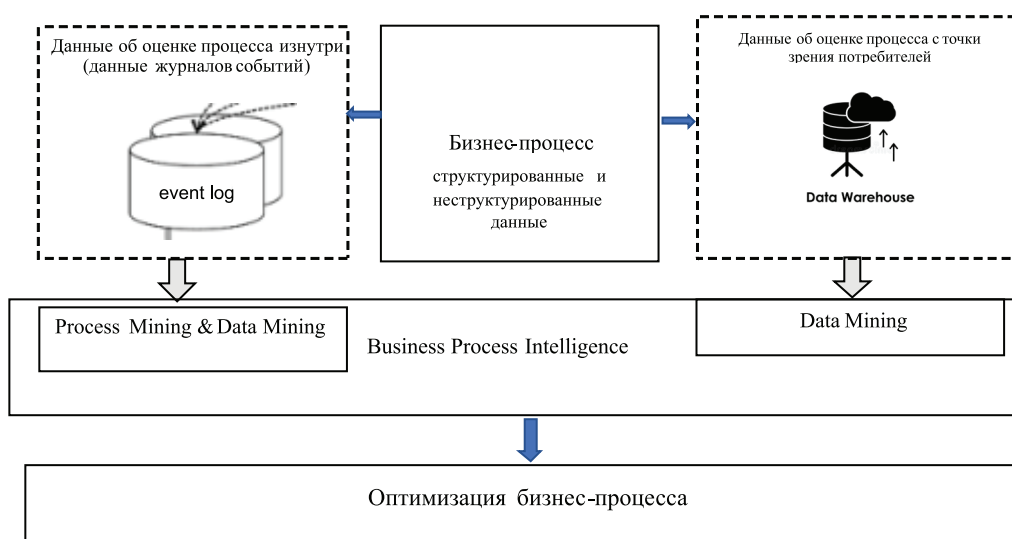 Данные об оценке процесса изнутри
(данные журналов событий)
event log
Бизнес-процесс
структурированные и
неструктурированные
данные
Данные об оценке процесса с точки
зрения потребителей
Data Warehouse
Process Mining & Data Mining
Business Process Intelligence
Data Mining
Оптимизация бизнес-процесса